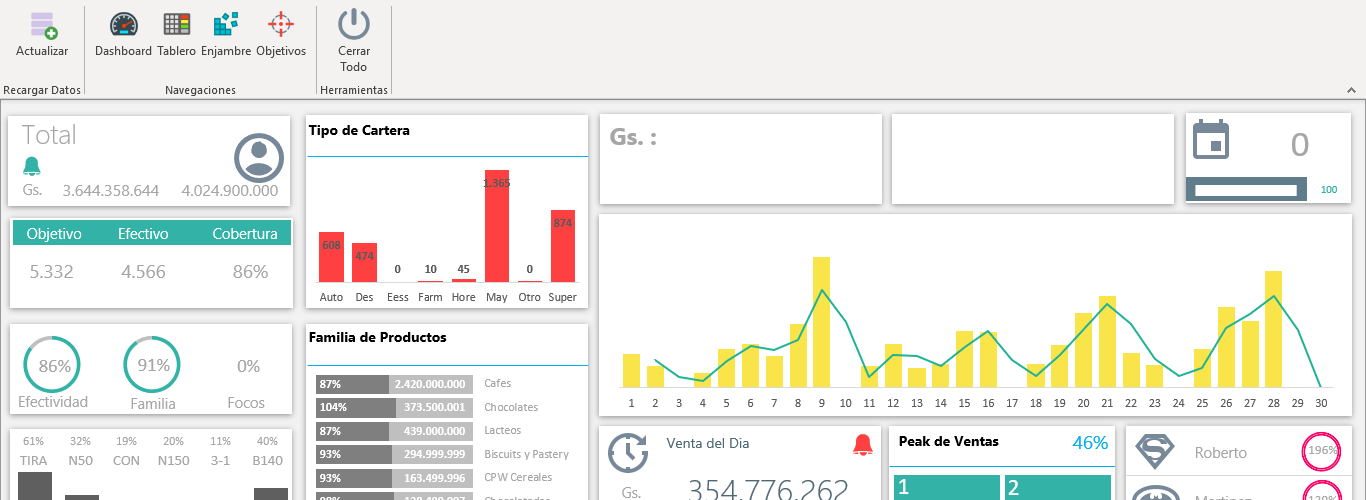 Actualizar
Dashboard Tablero Enjambre Objetivos
Cerrar
Todo
Recargar Datos
Navegaciones
Herramientas
Total
Gs. 3.644.358.644 4.024.900.000
Objetivo Efectivo Cobertura
5.332 4.566 86%
86% 91% 0%
Efectividad Familia Focos
61% 32% 19% 20% 11% 40%
TIRA N50 CON N150 3-1 B140
Tipo de Cartera
608 474 0 10 45 1.365 0 874
Auto Des Eess Farm Hore May Otro Super
Familia de Productos
87% 2.420.000.000 Cafes
104% 373.500.001 Chocolates
87% 439.000.000 Lacteos
93% 294.999.999 Biscuits y Pastery
93% 163.499.996 CPW Cereales
Gs. :
0
100
1 2 3 4 5 6 7 8 9 10 11 12 13 14 15 16 17 18 19 20 21 22 23 24 25 26 27 28 29 30
Venta del Dia
Gs. 354.776.262
Peak de Ventas 46%
1 2
Roberto 196%